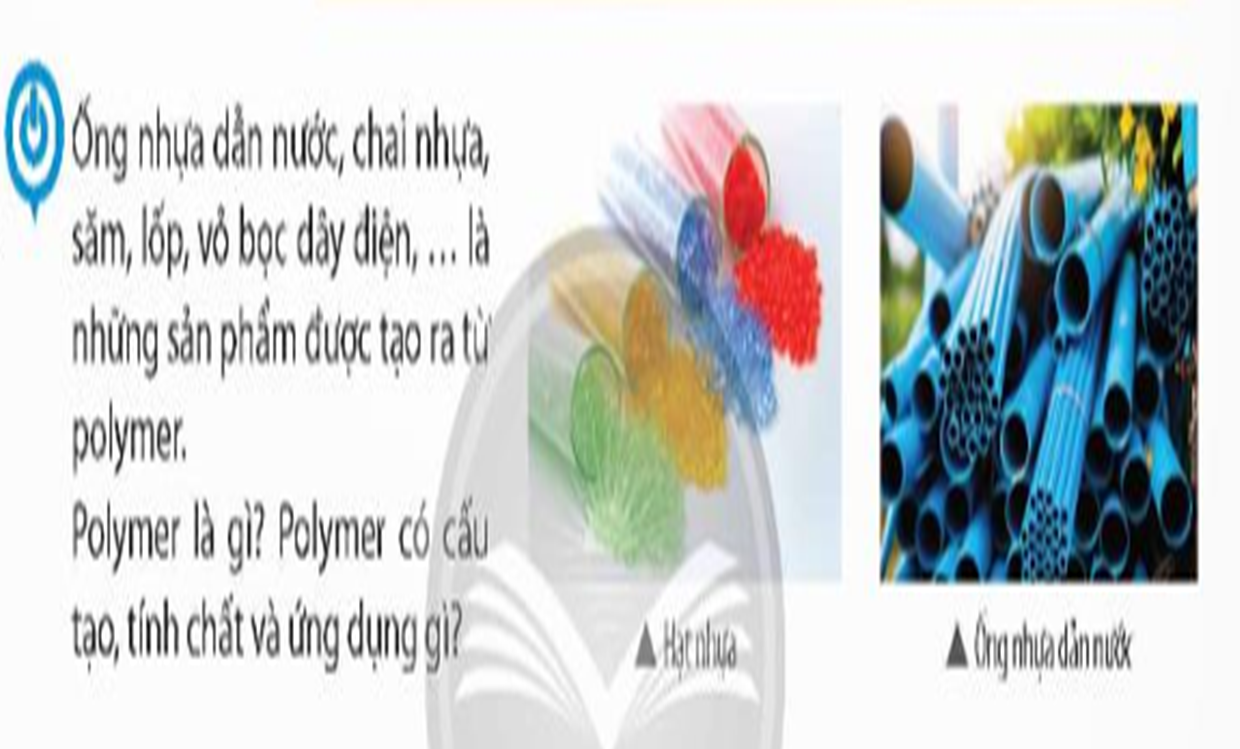 Ống nhựa dẫn nước, chai nhựa,
săm, lốp, vỏ bọc dây điện, ... là
những sản phẩm được tạo ra từ
polymer.
Polymer là gì? Polymer có cấu
tạo, tính chất và ứng dụng gì?
▲ Hạt nhựa
▲ Ống nhựa dẫn nước